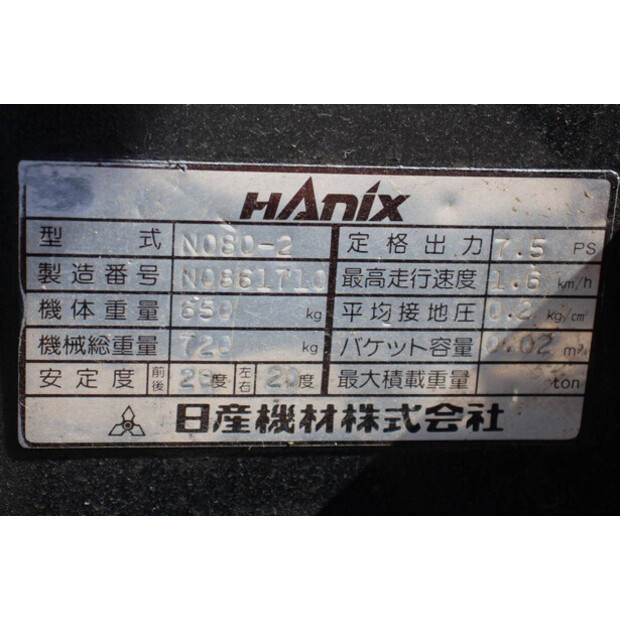 HANIX
型式 N080-2 定格出力 7.5 PS
製造番号 N0861710 最高走行速度 1.6 km/h
機体重量 650 kg 平均接地圧 0.2 kg/cm²
機械総重量 720 kg バケット容量 0.02 m³
安定度 前後 20度 左右 20度 最大積載重量 ton
日産機材株式会社